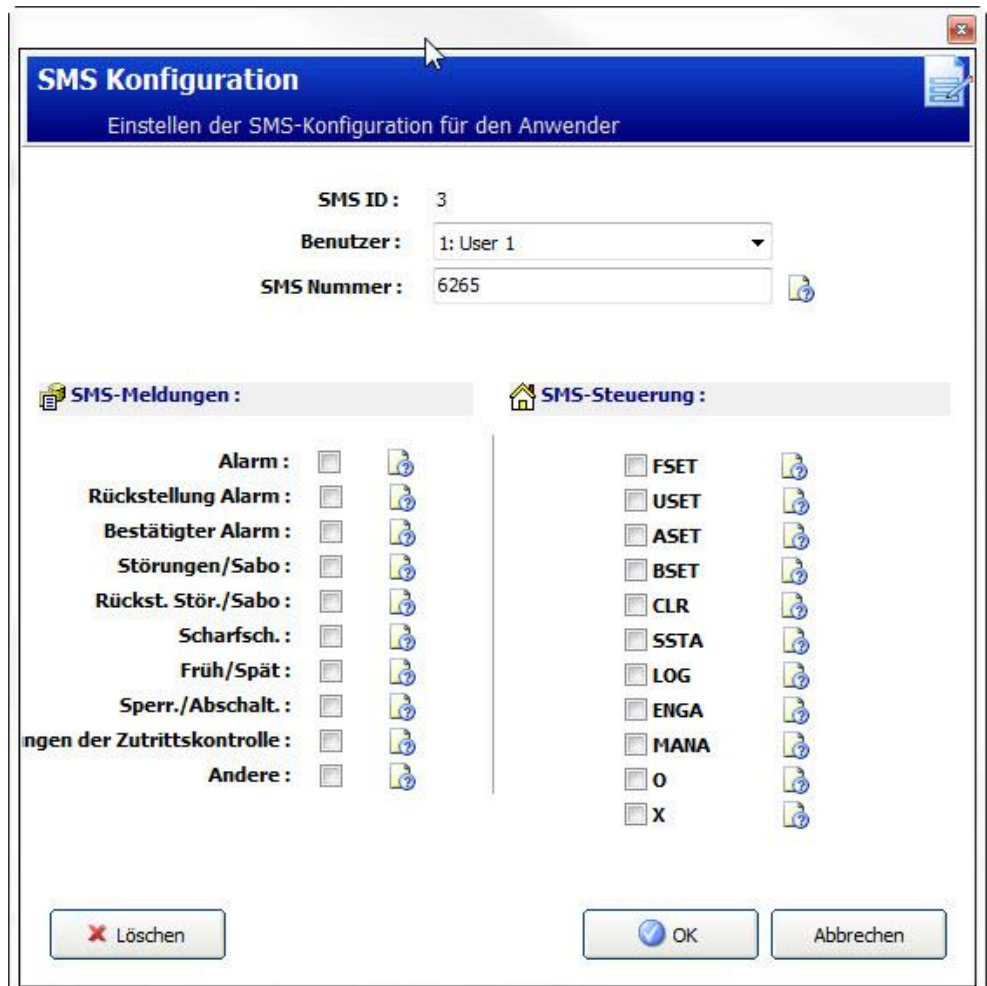 SMS Konfiguration
Einstellen der SMS-Konfiguration für den Anwender
SMS ID : 3
Benutzer : 1: User 1
SMS Nummer : 6265
SMS-Meldungen :
Alarm :
Rückstellung Alarm :
Bestätigter Alarm :
Störungen/Sabo :
Rückst. Stör./Sabo :
Scharfsch. :
Früh/Spät :
Sperr./Abschalt. :
ngen der Zutrittskontrolle :
Andere :
SMS-Steuerung :
FSET
USET
ASET
BSET
CLR
SSTA
LOG
ENGA
MANA
O
X
Löschen
OK
Abbrechen